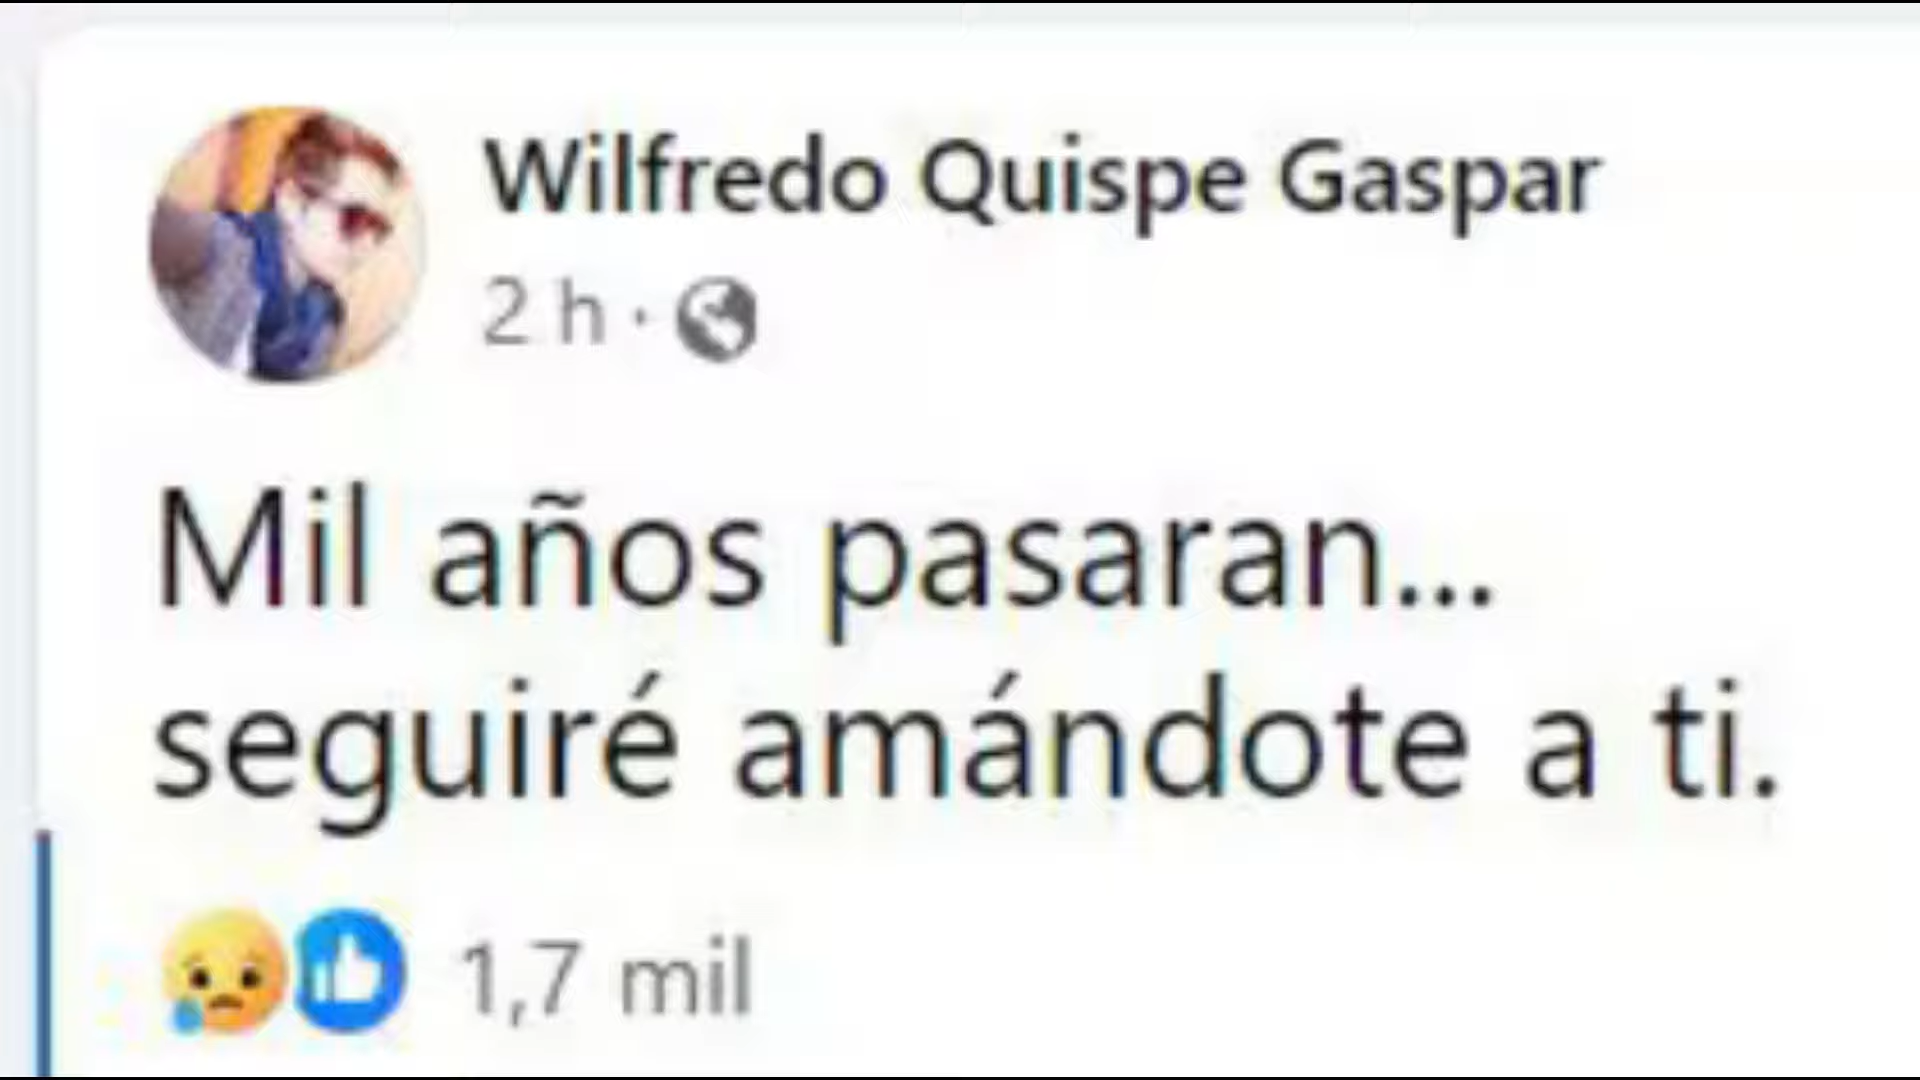 Wilfredo Quispe Gaspar
2 h ·
Mil años pasaran...
seguiré amándote a ti.
1,7 mil